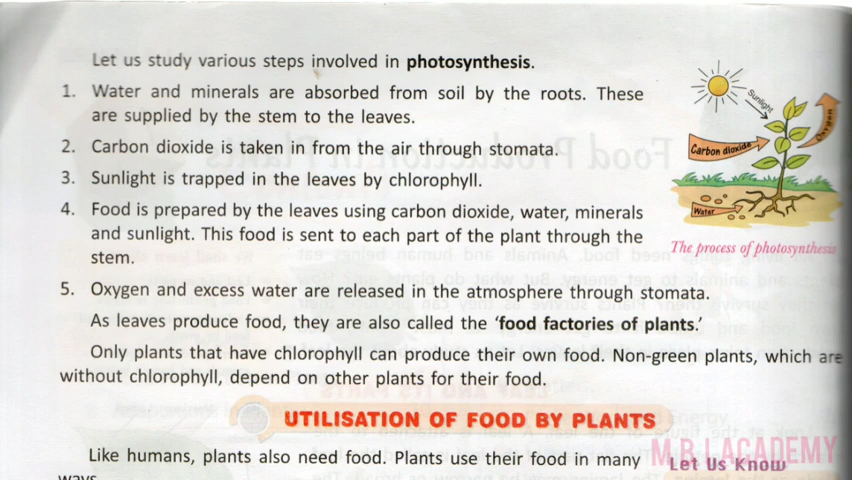 Let us study various steps involved in photosynthesis.
1. Water and minerals are absorbed from soil by the roots. These
are supplied by the stem to the leaves.
2. Carbon dioxide is taken in from the air through stomata.
3. Sunlight is trapped in the leaves by chlorophyll.
4. Food is prepared by the leaves using carbon dioxide, water, minerals
and sunlight. This food is sent to each part of the plant through the
stem.
Sunlight
Oxygen
Carbon dioxide
Water
The process of photosynthesis
5. Oxygen and excess water are released in the atmosphere through stomata.
As leaves produce food, they are also called the ‘food factories of plants.’
Only plants that have chlorophyll can produce their own food. Non-green plants, which are
without chlorophyll, depend on other plants for their food.
UTILISATION OF FOOD BY PLANTS
Like humans, plants also need food. Plants use their food in many
ways
M.B.L ACADEMY
Let Us Know